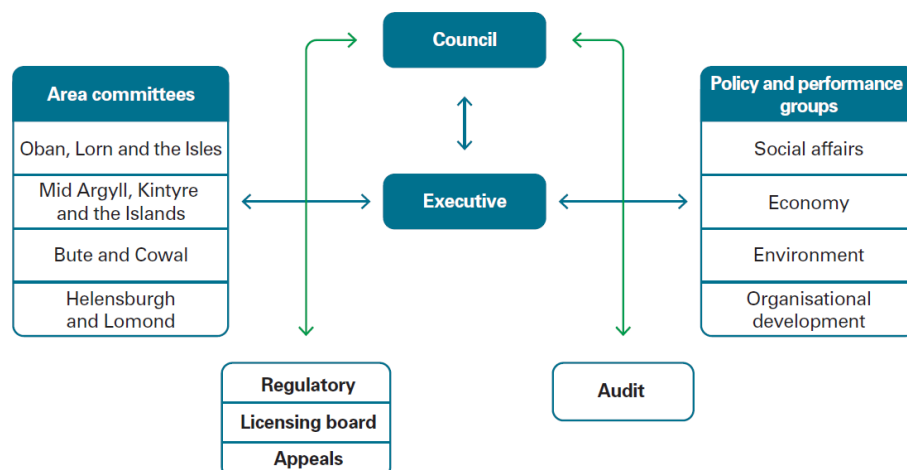 Council
Area committees
Oban, Lorn and the Isles
Mid Argyll, Kintyre
and the Islands
Bute and Cowal
Helensburgh
and Lomond
Executive
Policy and performance
groups
Social affairs
Economy
Environment
Organisational
development
Regulatory
Licensing board
Appeals
Audit